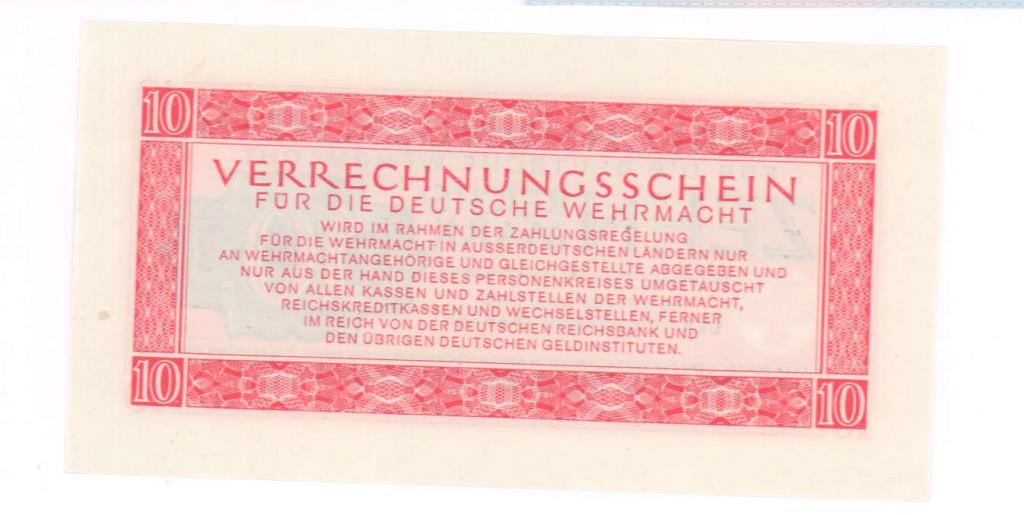 10 10
VERRECHNUNGSSCHEIN
FÜR DIE DEUTSCHE WEHRMACHT
WIRD IM RAHMEN DER ZAHLUNGSREGELUNG
FÜR DIE WEHRMACHT IN AUSSERDEUTSCHEN LÄNDERN NUR
AN WEHRMACHTANGEHÖRIGE UND GLEICHGESTELLTE ABGEGEBEN UND
NUR AUS DER HAND DIESES PERSONENKREISES UMGETAUSCHT
VON ALLEN KASSEN UND ZAHLSTELLEN DER WEHRMACHT,
REICHSKREDITKASSEN UND WECHSELSTELLEN, FERNER
IM REICH VON DER DEUTSCHEN REICHSBANK UND
DEN ÜBRIGEN DEUTSCHEN GELDINSTITUTEN.
10 10